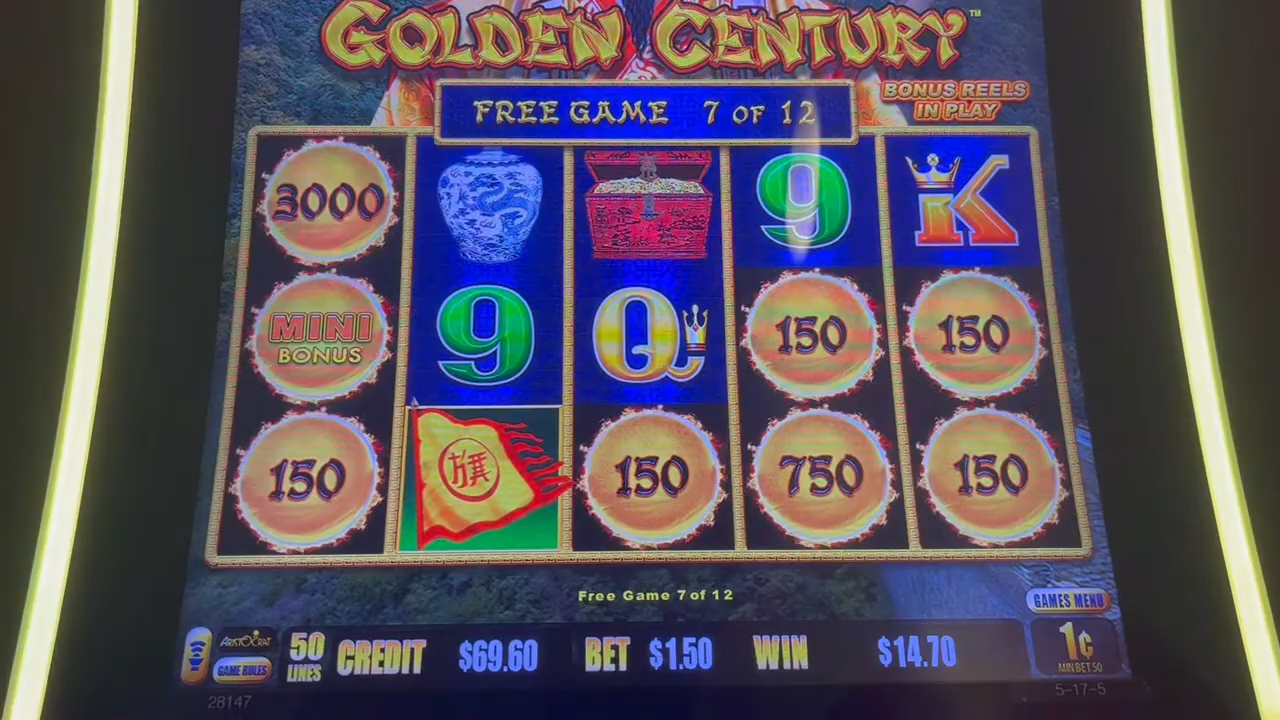 GOLDEN CENTURY™
FREE GAME 7 OF 12
BONUS REELS
IN PLAY
3000 9 K
MINI
BONUS
9 Q 150 150
150 旗 150 750 150
Free Game 7 of 12
GAMES MENU
ARISTOCRAT
GAME RULES
50
LINES
CREDIT $69.60 BET $1.50 WIN $14.70
1¢
MIN BET 50
28147
5-17-5